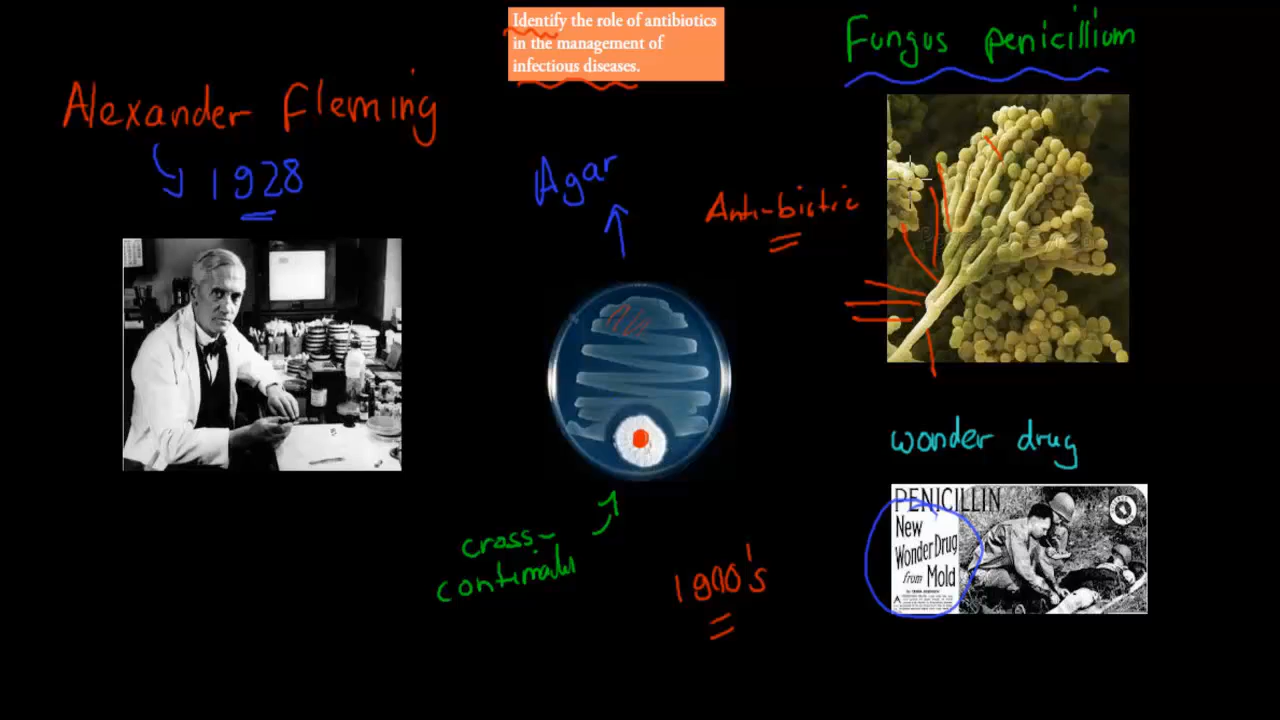 Identify the role of antibiotics
in the management of
infectious diseases.
Fungus penicillium
Alexander Fleming
1928
Agar
Anti-biotic
wonder drug
PENICILLIN
New
Wonder Drug
from Mold
cross-
1900's